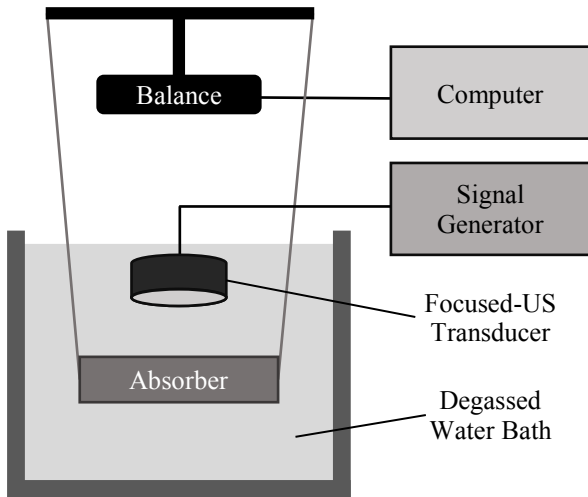 Balance
Computer
Signal
Generator
Focused-US
Transducer
Absorber
Degassed
Water Bath